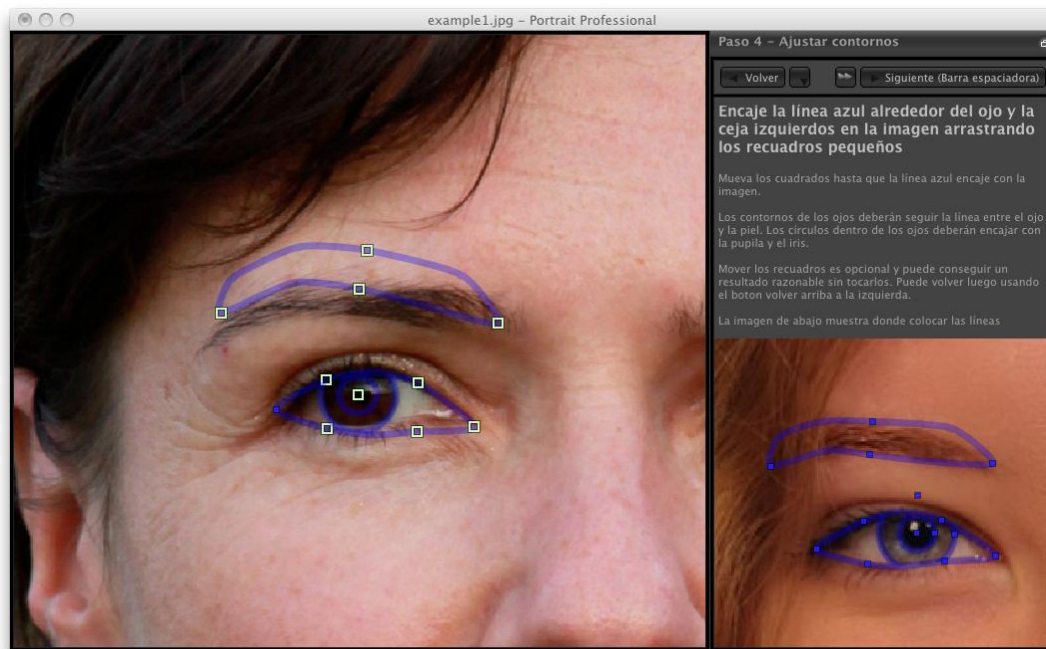 example1.jpg – Portrait Professional
Paso 4 – Ajustar contornos
Volver
Siguiente (Barra espaciadora)
Encaje la línea azul alrededor del ojo y la
ceja izquierdos en la imagen arrastrando
los recuadros pequeños
Mueva los cuadrados hasta que la línea azul encaje con la
imagen.
Los contornos de los ojos deberán seguir la línea entre el ojo
y la piel. Los círculos dentro de los ojos deberán encajar con
la pupila y el iris.
Mover los recuadros es opcional y puede conseguir un
resultado razonable sin tocarlos. Puede volver luego usando
el boton volver arriba a la izquierda.
La imagen de abajo muestra donde colocar las líneas